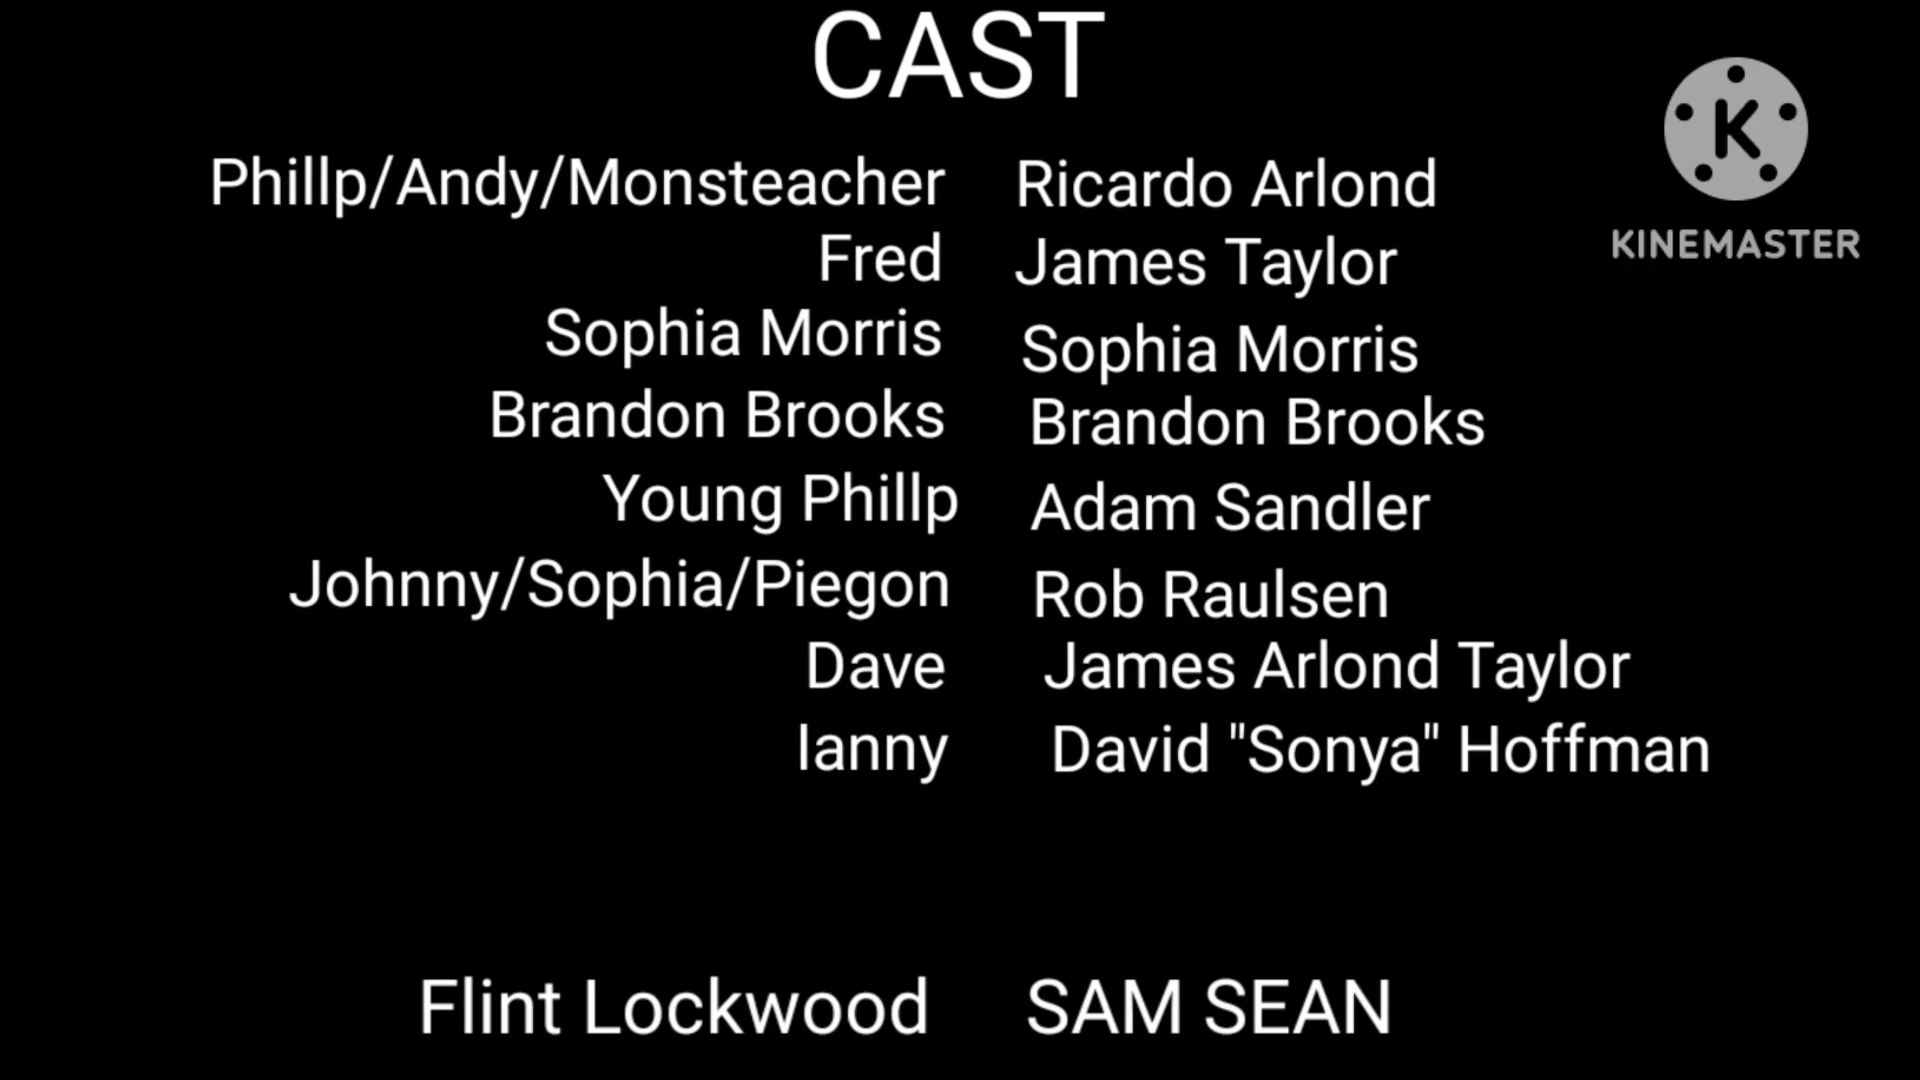 CAST
Phillp/Andy/Monsteacher Ricardo Arlond
KINEMASTER
Fred James Taylor
Sophia Morris Sophia Morris
Brandon Brooks Brandon Brooks
Young Phillp Adam Sandler
Johnny/Sophia/Piegon Rob Raulsen
Dave James Arlond Taylor
Ianny David "Sonya" Hoffman
Flint Lockwood SAM SEAN